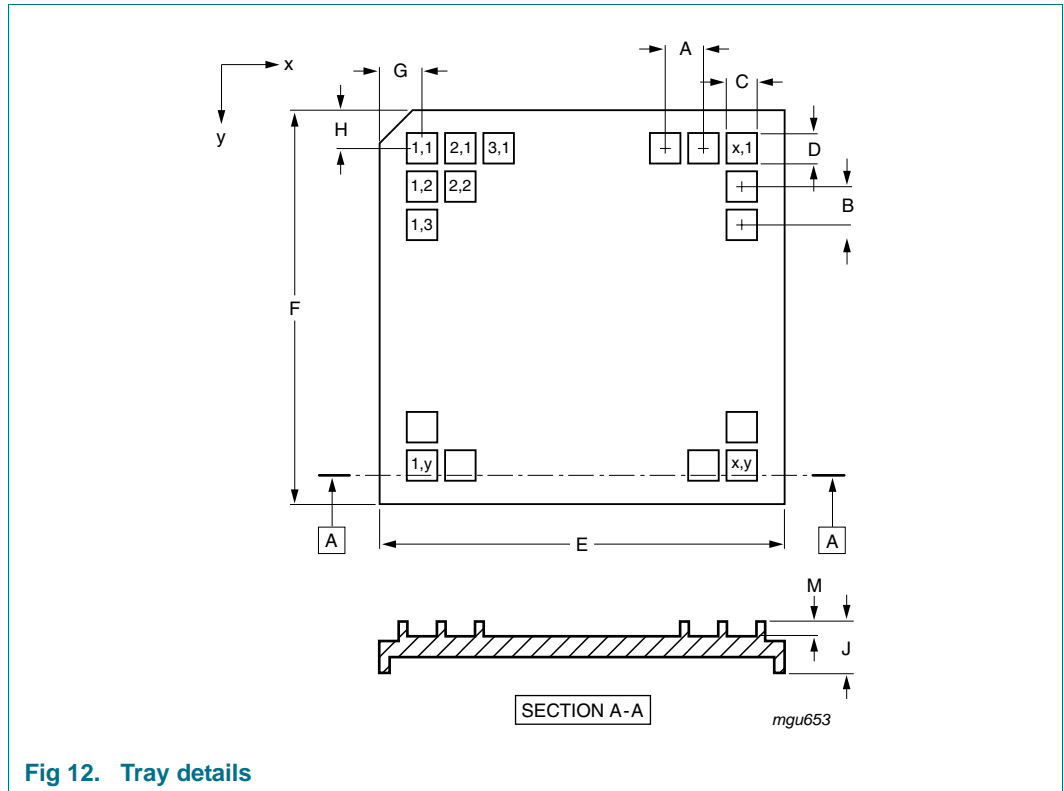 A
x
G
C
H
y
1,1 2,1 3,1
x,1
D
1,2 2,2
B
1,3
F
1,y
x,y
A
E
A
M
J
SECTION A-A
mgu653
Fig 12. Tray details